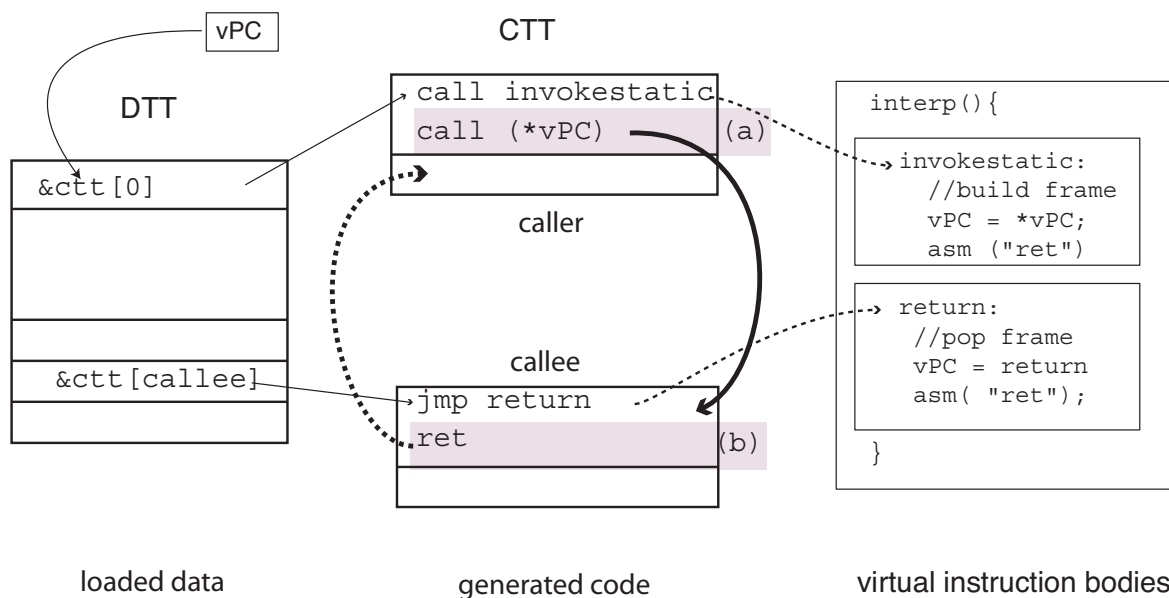 vPC
DTT
&ctt[0]
&ctt[callee]
loaded data
CTT
call invokestatic
call (*vPC) (a)
caller
callee
jmp return
ret (b)
generated code
interp(){
invokestatic:
//build frame
vPC = *vPC;
asm ("ret")
return:
//pop frame
vPC = return
asm( "ret");
}
virtual instruction bodies